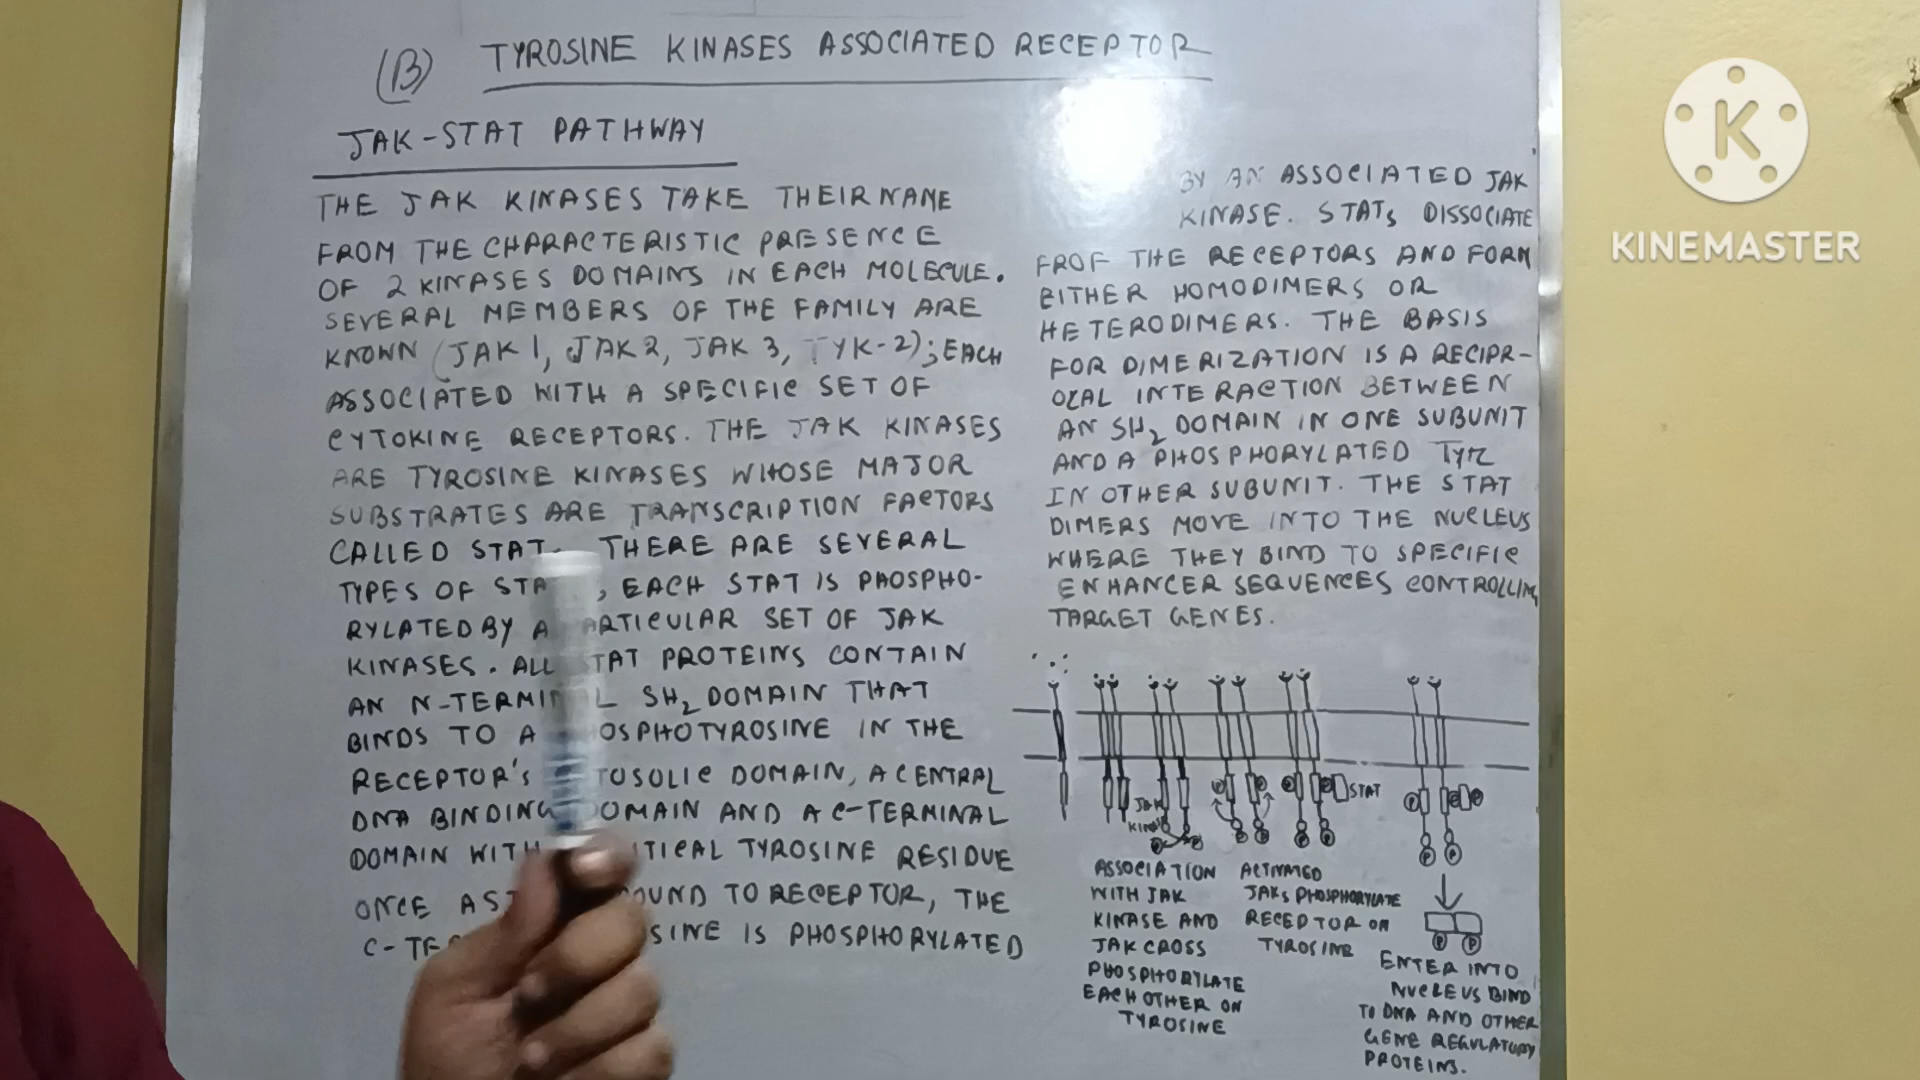 (B) TYROSINE KINASES ASSOCIATED RECEPTOR
JAK-STAT PATHWAY
THE JAK KINASES TAKE THEIR NAME
FROM THE CHARACTERISTIC PRESENCE
OF 2 KINASES DOMAINS IN EACH MOLECULE.
SEVERAL MEMBERS OF THE FAMILY ARE
KNOWN (JAK 1, JAK 2, JAK 3, TYK-2); EACH
ASSOCIATED WITH A SPECIFIC SET OF
CYTOKINE RECEPTORS. THE JAK KINASES
ARE TYROSINE KINASES WHOSE MAJOR
SUBSTRATES ARE TRANSCRIPTION FACTORS
CALLED STAT. THERE ARE SEVERAL
TYPES OF STA , EACH STAT IS PHOSPHO-
RYLATED BY A ARTICULAR SET OF JAK
KINASES. ALL STAT PROTEINS CONTAIN
AN N-TERMIN L SH2 DOMAIN THAT
BINDS TO A HOSPHOTYROSINE IN THE
RECEPTOR'S TOSOLIC DOMAIN, A CENTRAL
DNA BINDING DOMAIN AND A C-TERMINAL
DOMAIN WITH ITICAL TYROSINE RESIDUE
ONCE A ST OUND TO RECEPTOR, THE
C-TE SINE IS PHOSPHORYLATED
BY AN ASSOCIATED JAK
KINASE. STATs DISSOCIATE
FROF THE RECEPTORS AND FORM
EITHER HOMODIMERS OR
HETERODIMERS. THE BASIS
FOR DIMERIZATION IS A RECIPR-
OCAL INTERACTION BETWEEN
AN SH2 DOMAIN IN ONE SUBUNIT
AND A PHOSPHORYLATED TYR
IN OTHER SUBUNIT. THE STAT
DIMERS MOVE INTO THE NUCLEUS
WHERE THEY BIND TO SPECIFIC
ENHANCER SEQUENCES CONTROLLING
TARGET GENES.
STAT
JAK
KINASE
P P P P P P P P P P P P
P P
ASSOCIATION
WITH JAK
KINASE AND
JAK CROSS
PHOSPHORYLATE
EACH OTHER ON
TYROSINE
ACTIVATED
JAKs PHOSPHORYLATE
RECEPTOR ON
TYROSINE
ENTER INTO
NUCLEUS BIND
TO DNA AND OTHER
GENE REGULATORY
PROTEINS.
K
KINEMASTER